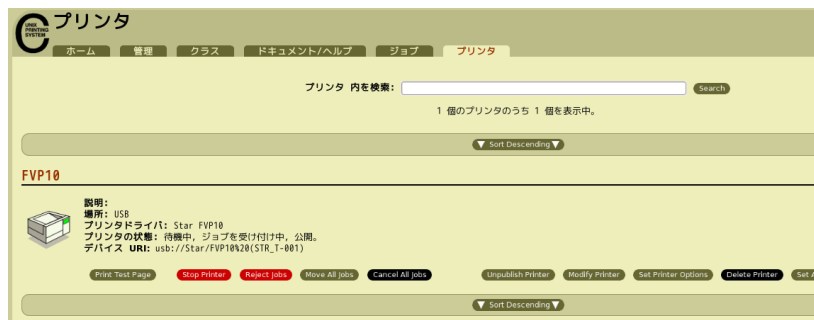 UNIX
PRINTING
SYSTEM
プリンタ
ホーム 管理 クラス ドキュメント/ヘルプ ジョブ プリンタ
プリンタ 内を検索: Search
1 個のプリンタのうち 1 個を表示中。
▼ Sort Descending ▼
FVP10
説明:
場所: USB
プリンタドライバ: Star FVP10
プリンタの状態: 待機中, ジョブを受け付け中, 公開。
デバイス URI: usb://Star/FVP10%20(STR_T-001)
Print Test Page Stop Printer Reject Jobs Move All Jobs Cancel All Jobs Unpublish Printer Modify Printer Set Printer Options Delete Printer Set A
▼ Sort Descending ▼